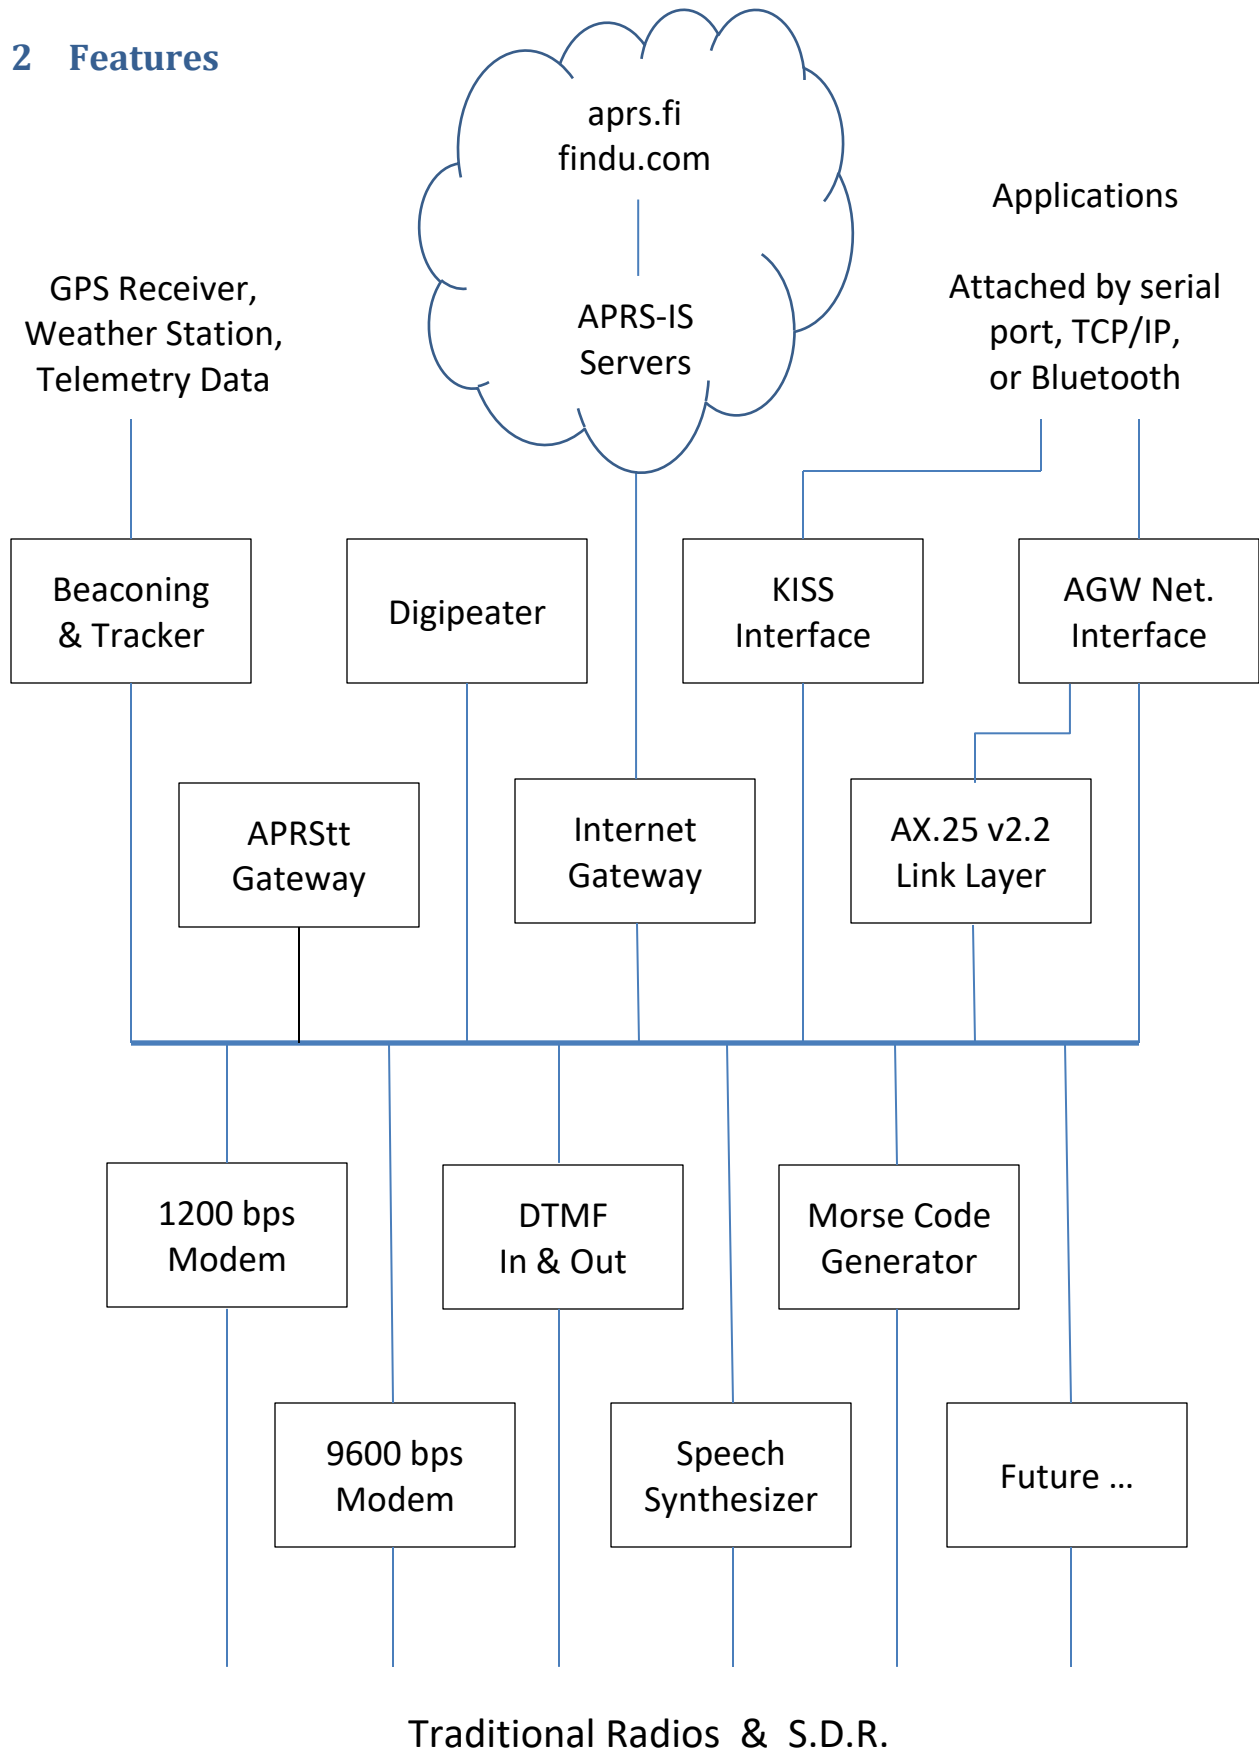 2 Features
aprs.fi
findu.com
APRS-IS
Servers
Applications
Attached by serial
port, TCP/IP,
or Bluetooth
GPS Receiver,
Weather Station,
Telemetry Data
Beaconing
& Tracker
Digipeater
KISS
Interface
AGW Net.
Interface
APRStt
Gateway
Internet
Gateway
AX.25 v2.2
Link Layer
1200 bps
Modem
DTMF
In & Out
Morse Code
Generator
9600 bps
Modem
Speech
Synthesizer
Future ...
Traditional Radios & S.D.R.